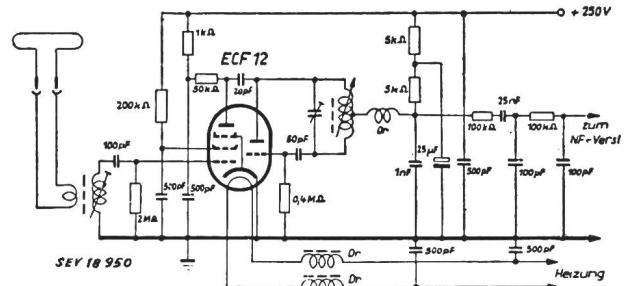 + 250V
1kΩ
5kΩ
ECF 12
50kΩ
20pF
5kΩ
200kΩ
25nF
Dr
100kΩ
100kΩ
zum
NF-Verst
100pF
60pF
25µF
1nF
500pF
100pF
100pF
2MΩ
500pF
500pF
0,4MΩ
500pF
500pF
SEV 18 950
Dr
Heizung
Dr